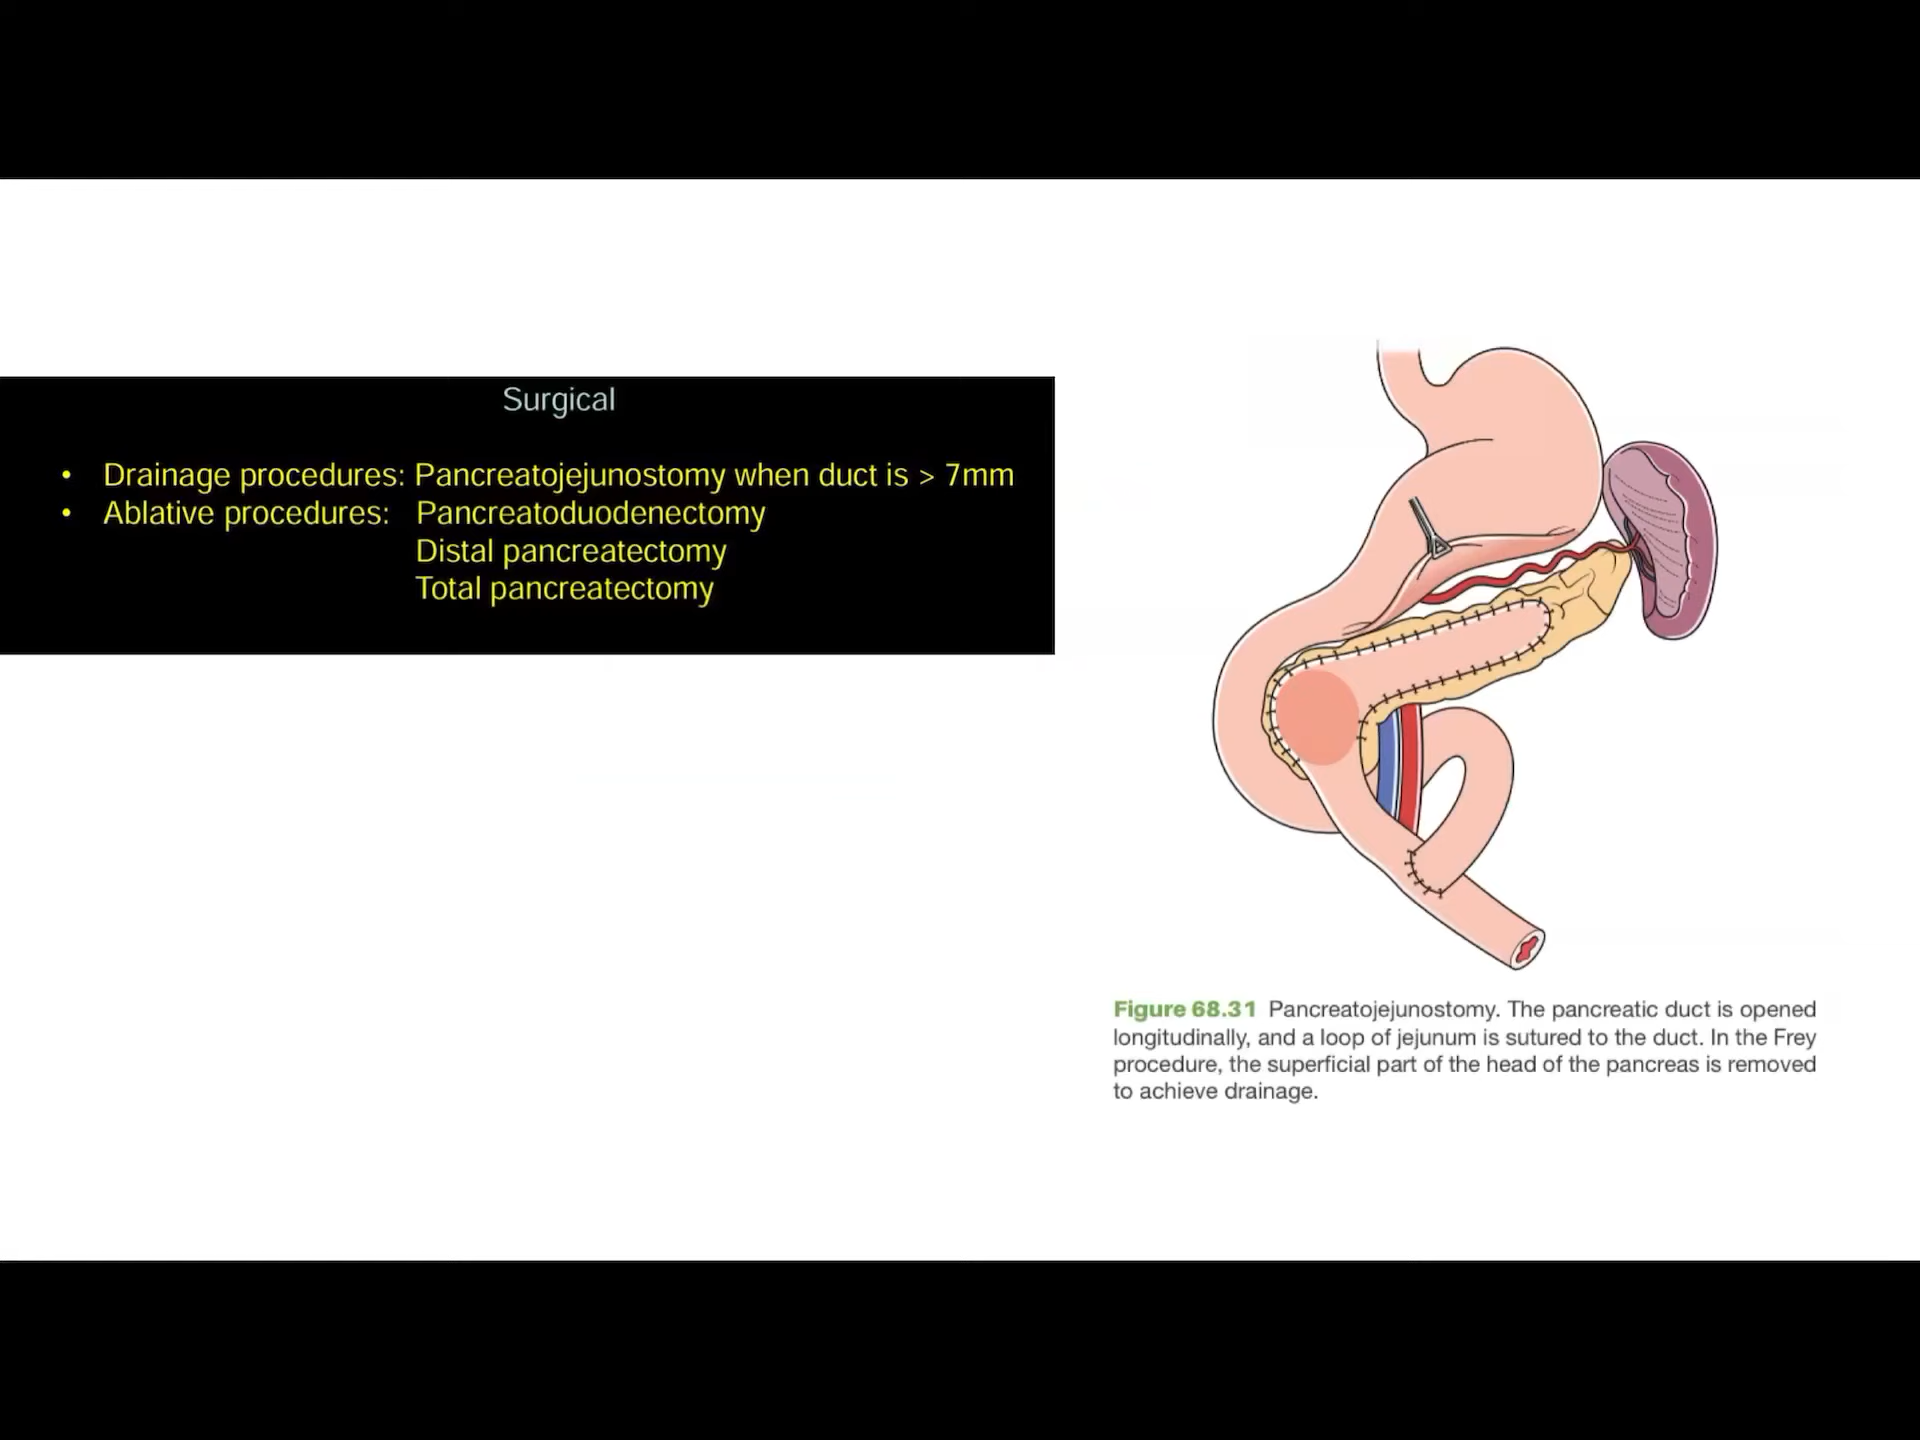 Surgical
• Drainage procedures: Pancreatojejunostomy when duct is > 7mm
• Ablative procedures: Pancreatoduodenectomy
Distal pancreatectomy
Total pancreatectomy
Figure 68.31 Pancreatojejunostomy. The pancreatic duct is opened
longitudinally, and a loop of jejunum is sutured to the duct. In the Frey
procedure, the superficial part of the head of the pancreas is removed
to achieve drainage.